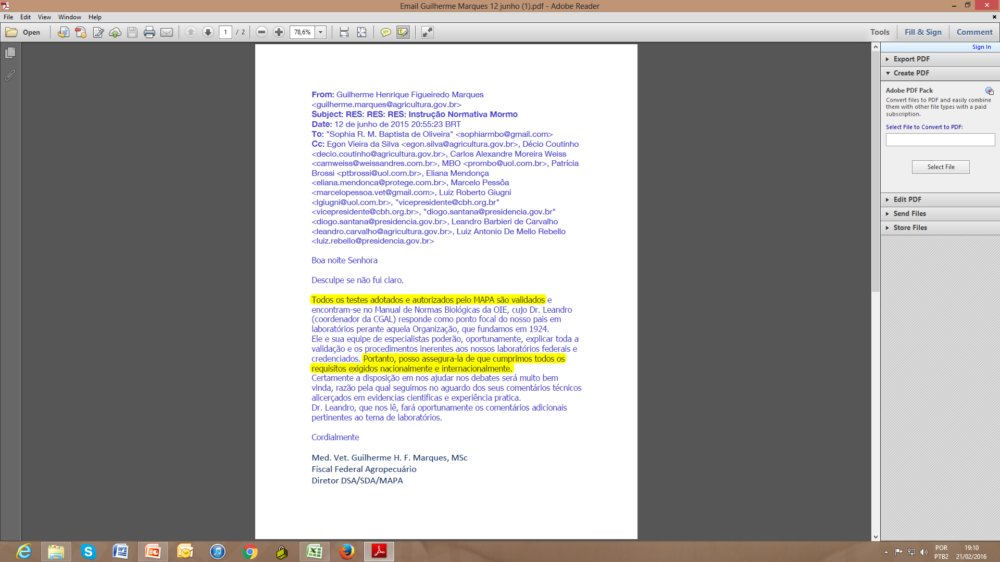 Email Guilherme Marques 12 junho (1).pdf - Adobe Reader
File Edit View Window Help
Open 1 / 2 78,6% Tools Fill & Sign Comment
Sign In
Export PDF
Create PDF
Adobe PDF Pack
Convert files to PDF and easily combine
them with other file types with a paid
subscription.
Select File to Convert to PDF:
Select File
Edit PDF
Send Files
Store Files
From: Guilherme Henrique Figueiredo Marques
<guilherme.marques@agricultura.gov.br>
Subject: RES: RES: RES: Instrução Normativa Mormo
Date: 12 de junho de 2015 20:55:23 BRT
To: "Sophia R. M. Baptista de Oliveira" <sophiarmbo@gmail.com>
Cc: Egon Vieira da Silva <egon.silva@agricultura.gov.br>, Décio Coutinho
<decio.coutinho@agricultura.gov.br>, Carlos Alexandre Moreira Weiss
<camweiss@weissandres.com.br>, MBO <prombo@uol.com.br>, Patrícia
Brossi <ptbrossi@uol.com.br>, Eliana Mendonça
<eliana.mendonca@protege.com.br>, Marcelo Pessôa
<marcelopessoa.vet@gmail.com>, Luiz Roberto Giugni
<lgiugni@uol.com.br>, "vicepresidente@cbh.org.br"
<vicepresidente@cbh.org.br>, "diogo.santana@presidencia.gov.br"
<diogo.santana@presidencia.gov.br>, Leandro Barbieri de Carvalho
<leandro.carvalho@agricultura.gov.br>, Luiz Antonio De Mello Rebello
<luiz.rebello@presidencia.gov.br>
Boa noite Senhora
Desculpe se não fui claro.
Todos os testes adotados e autorizados pelo MAPA são validados e
encontram-se no Manual de Normas Biológicas da OIE, cujo Dr. Leandro
(coordenador da CGAL) responde como ponto focal do nosso pais em
laboratórios perante aquela Organização, que fundamos em 1924.
Ele e sua equipe de especialistas poderão, oportunamente, explicar toda a
validação e os procedimentos inerentes aos nossos laboratórios federais e
credenciados. Portanto, posso assegura-la de que cumprimos todos os
requisitos exigidos nacionalmente e internacionalmente.
Certamente a disposição em nos ajudar nos debates será muito bem
vinda, razão pela qual seguimos no aguardo dos seus comentários técnicos
alicerçados em evidencias cientificas e experiência pratica.
Dr. Leandro, que nos lê, fará oportunamente os comentários adicionais
pertinentes ao tema de laboratórios.
Cordialmente
Med. Vet. Guilherme H. F. Marques, MSc
Fiscal Federal Agropecuário
Diretor DSA/SDA/MAPA
POR 19:10
PTB2 21/02/2016